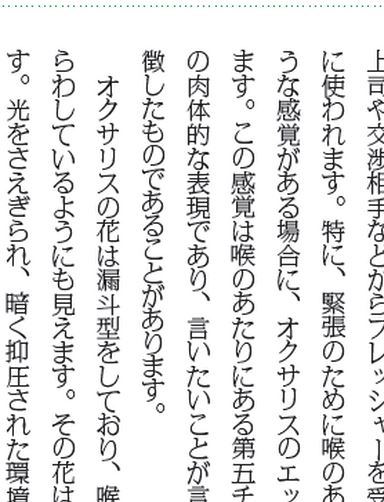 上司や交渉相手などからプレッシャーを受
に使われます。特に、緊張のために喉のあ
うな感覚がある場合に、オクサリスのエッ
ます。この感覚は喉のあたりにある第五チ
の肉体的な表現であり、言いたいことが言
徴したものであることがあります。
オクサリスの花は漏斗型をしており、喉
らわしているようにも見えます。その花は
す。光をさえぎられ、暗く抑圧された環境